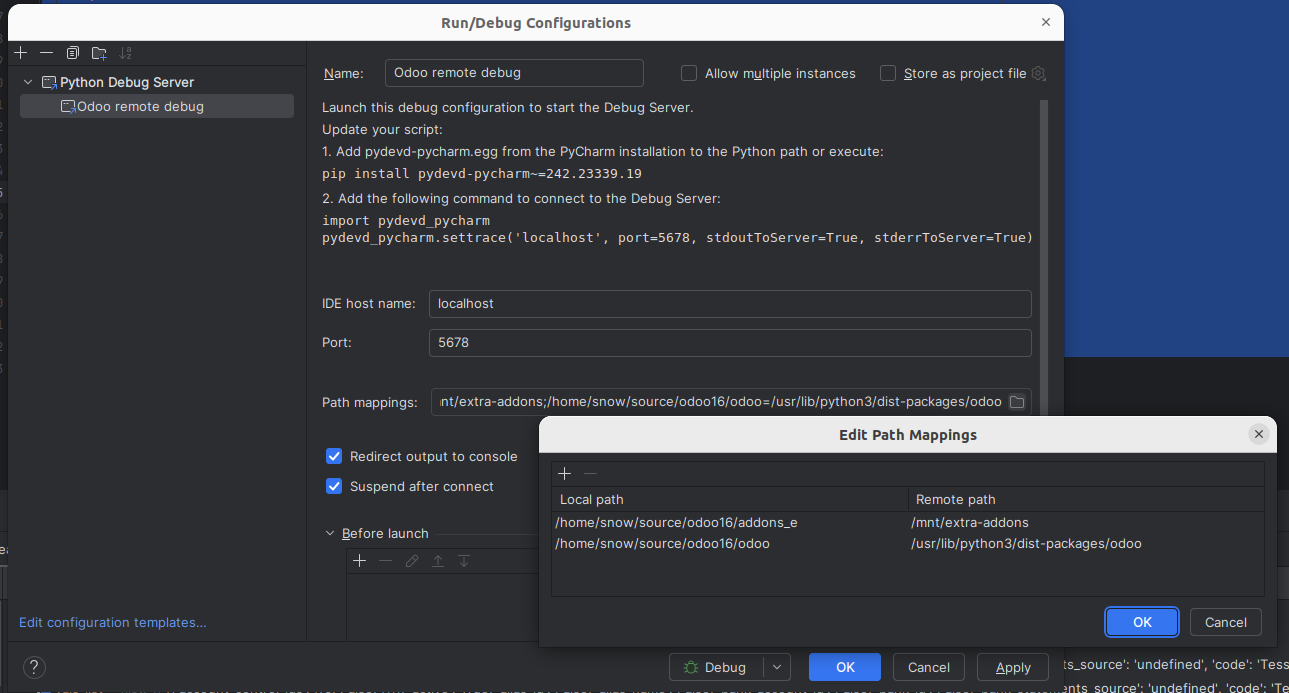 Run/Debug Configurations
Python Debug Server
Odoo remote debug
Edit configuration templates...
Name: Odoo remote debug Allow multiple instances Store as project file
Launch this debug configuration to start the Debug Server.
Update your script:
1. Add pydevd-pycharm.egg from the PyCharm installation to the Python path or execute:
pip install pydevd-pycharm~=242.23339.19
2. Add the following command to connect to the Debug Server:
import pydevd_pycharm
pydevd_pycharm.settrace('localhost', port=5678, stdoutToServer=True, stderrToServer=True)
IDE host name: localhost
Port: 5678
Path mappings: nt/extra-addons;/home/snow/source/odoo16/odoo=/usr/lib/python3/dist-packages/odoo
Redirect output to console
Suspend after connect
Before launch
Edit Path Mappings
Local path Remote path
/home/snow/source/odoo16/addons_e /mnt/extra-addons
/home/snow/source/odoo16/odoo /usr/lib/python3/dist-packages/odoo
OK Cancel
? Debug OK Cancel Apply
ts_source': 'undefined', 'code': 'Tess